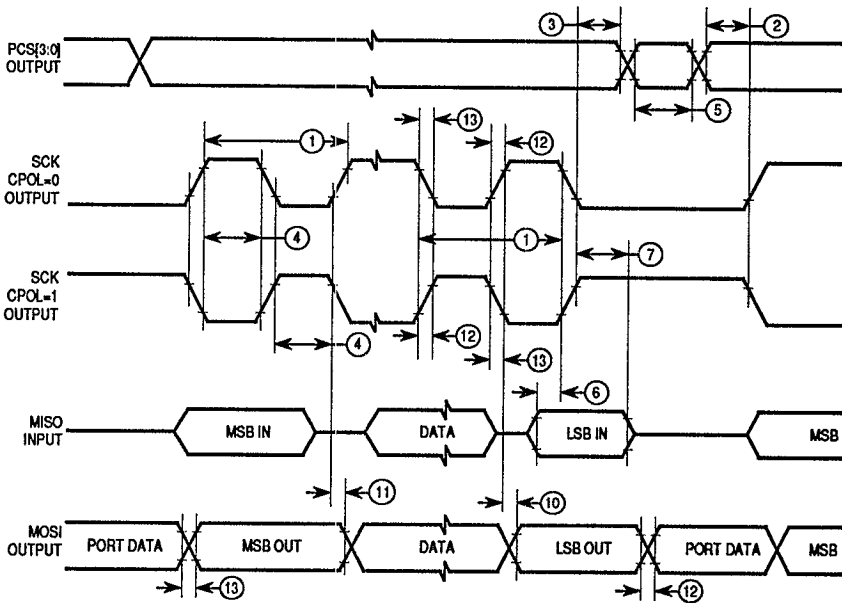 3
2
PCS[3:0]
OUTPUT
5
13
12
1
SCK
CPOL=0
OUTPUT
4
1
7
SCK
CPOL=1
OUTPUT
12
4
13
6
MISO
INPUT
MSB IN
DATA
LSB IN
MSB
11
10
MOSI
OUTPUT
PORT DATA
MSB OUT
DATA
LSB OUT
PORT DATA
MSB
13
12